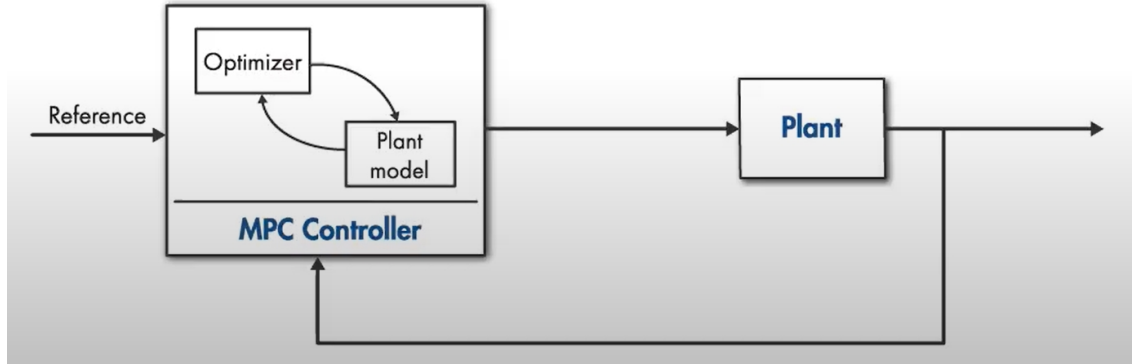 Optimizer
Reference
Plant
model
Plant
MPC Controller